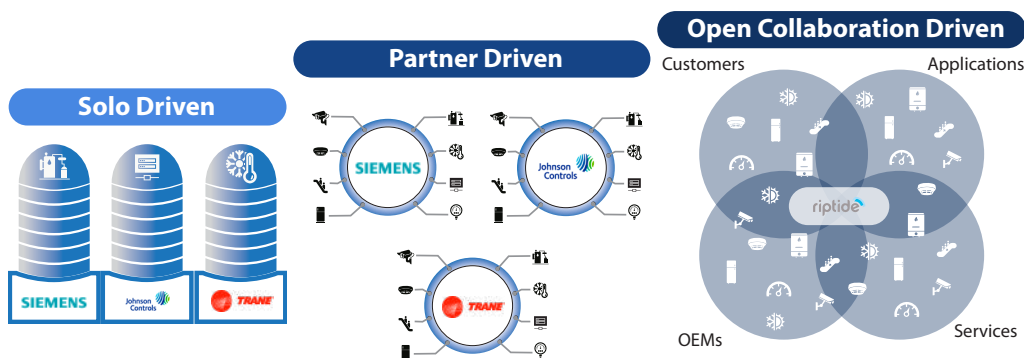 Solo Driven
SIEMENS
Johnson
Controls
TRANE
Partner Driven
SIEMENS
Johnson
Controls
TRANE
Open Collaboration Driven
Customers
Applications
riptide
OEMs
Services